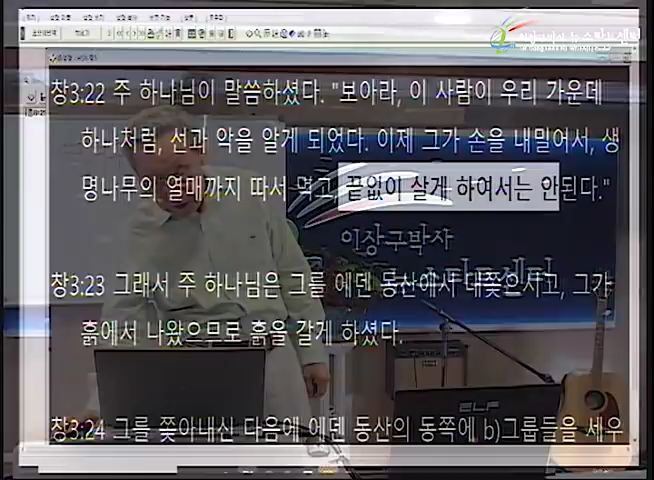 창3:22 주 하나님이 말씀하셨다. "보아라, 이 사람이 우리 가운데
하나처럼, 선과 악을 알게 되었다. 이제 그가 손을 내밀어서, 생
명나무의 열매까지 따서 먹고, 끝없이 살게 하여서는 안된다."
이상구박사
창3:23 그래서 주 하나님은 그를 에덴 동산에서 내쫓으시고, 그가
흙에서 나왔으므로 흙을 갈게 하셨다.
창3:24 그를 쫓아내신 다음에 에덴 동산의 동쪽에 b)그룹들을 세우